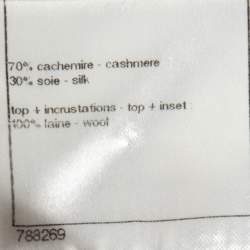 70% cachemire - cashmere
30% soie - silk
top + incrustations - top + inset :
100% laine - wool
788269